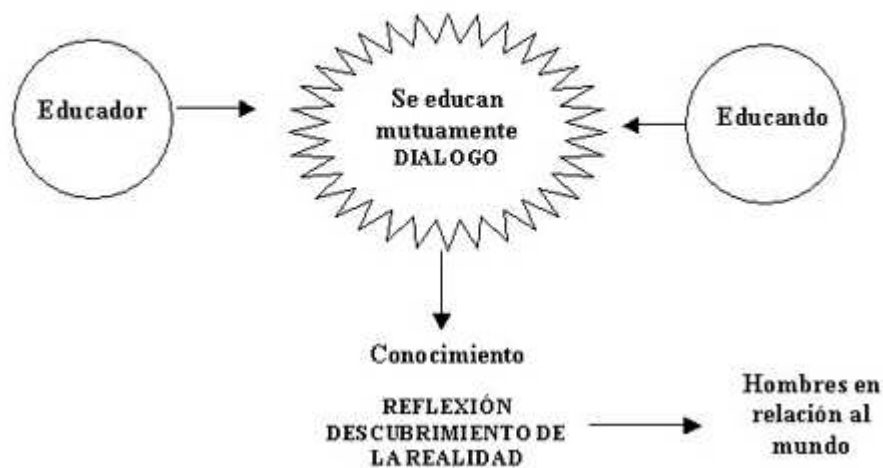 Educador
Se educan
mutuamente
DIALOGO
Educando
Conocimiento
REFLEXIÓN
DESCUBRIMIENTO DE
LA REALIDAD
Hombres en
relación al
mundo